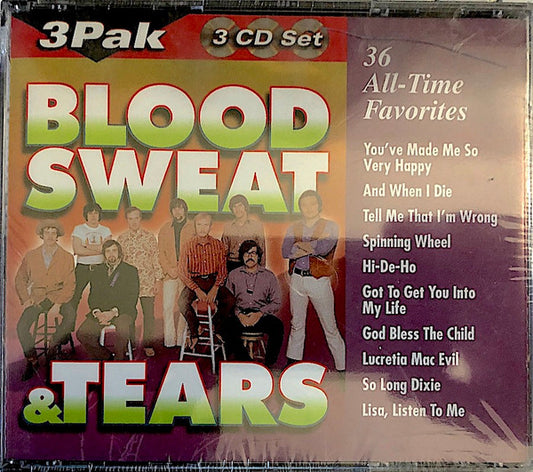 3Pak
3 CD Set
BLOOD
SWEAT
& TEARS
36
All-Time
Favorites
You've Made Me So
Very Happy
And When I Die
Tell Me That I'm Wrong
Spinning Wheel
Hi-De-Ho
Got To Get You Into
My Life
God Bless The Child
Lucretia Mac Evil
So Long Dixie
Lisa, Listen To Me